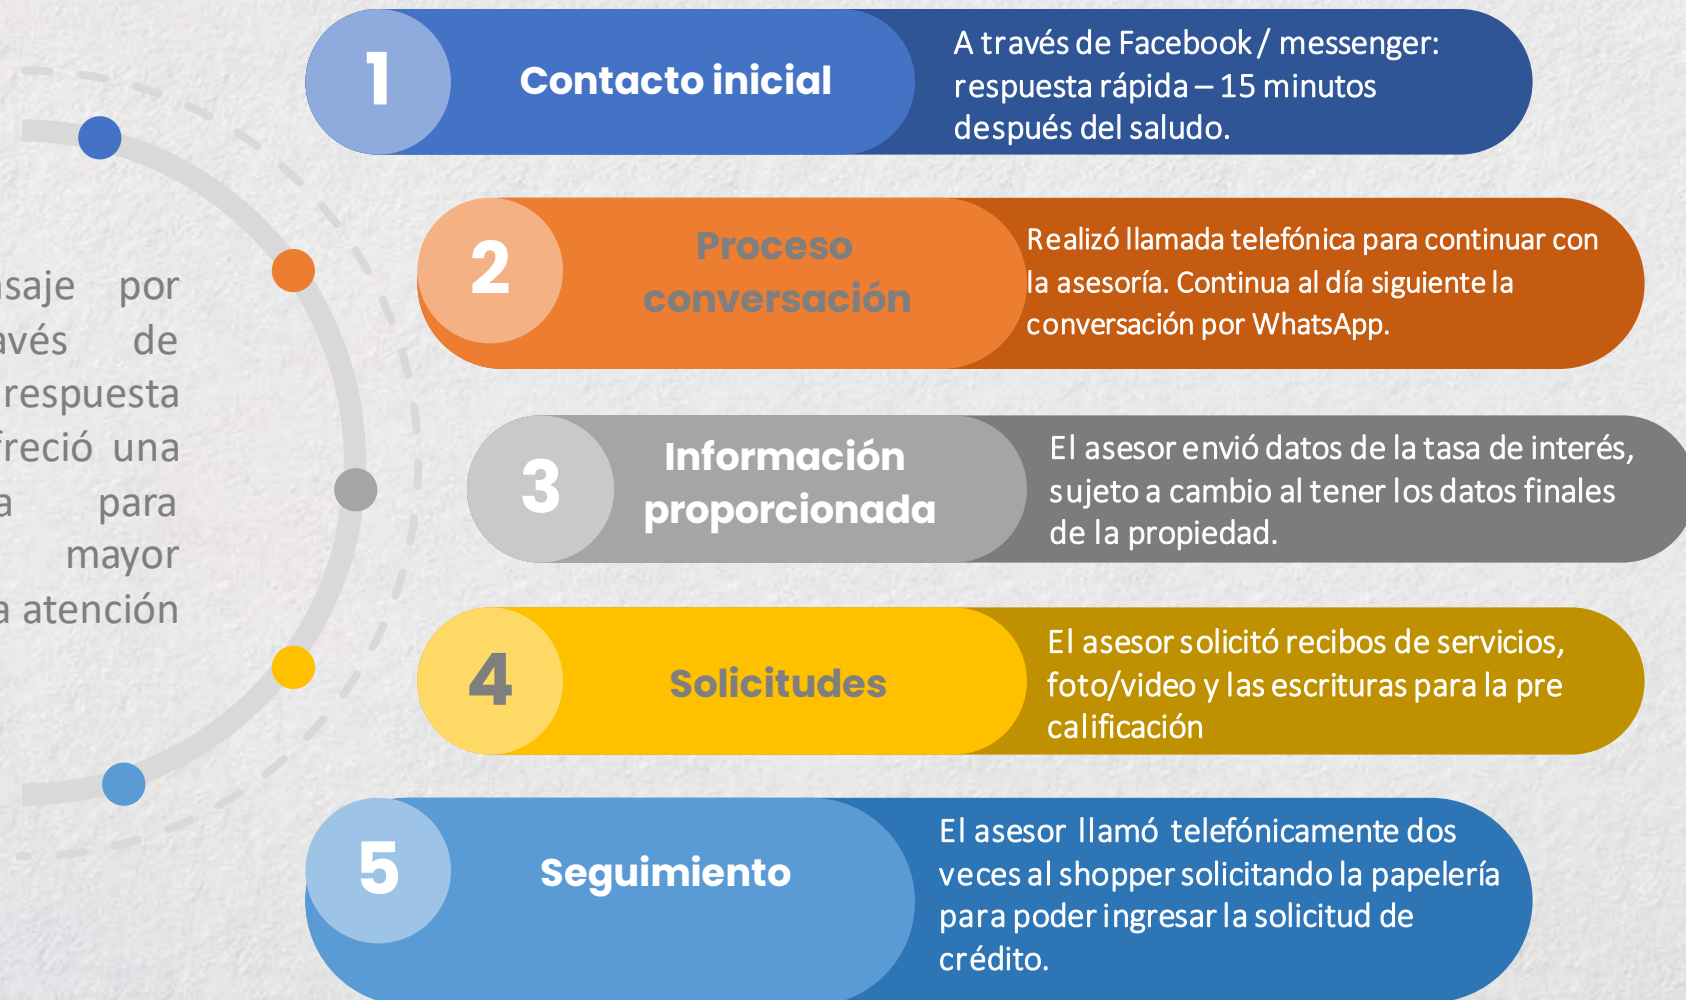 por
de
respuesta
una
para
mayor
atención
1
Contacto inicial
A través de Facebook / messenger:
respuesta rápida – 15 minutos
después del saludo.
2
Proceso
conversación
Realizó llamada telefónica para continuar con
la asesoría. Continua al día siguiente la
conversación por WhatsApp.
3
Información
proporcionada
El asesor envió datos de la tasa de interés,
sujeto a cambio al tener los datos finales
de la propiedad.
4
Solicitudes
El asesor solicitó recibos de servicios,
foto/video y las escrituras para la pre
calificación
5
Seguimiento
El asesor llamó telefónicamente dos
veces al shopper solicitando la papelería
para poder ingresar la solicitud de
crédito.